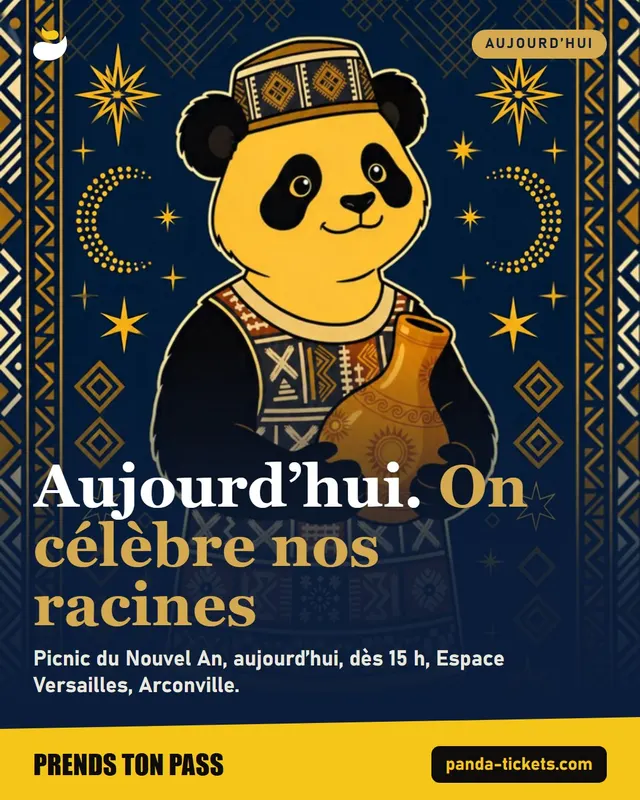 AUJOURD'HUI
Aujourd’hui. On
célèbre nos
racines
Picnic du Nouvel An, aujourd’hui, dès 15 h, Espace
Versailles, Arconville.
PRENDS TON PASS
panda-tickets.com